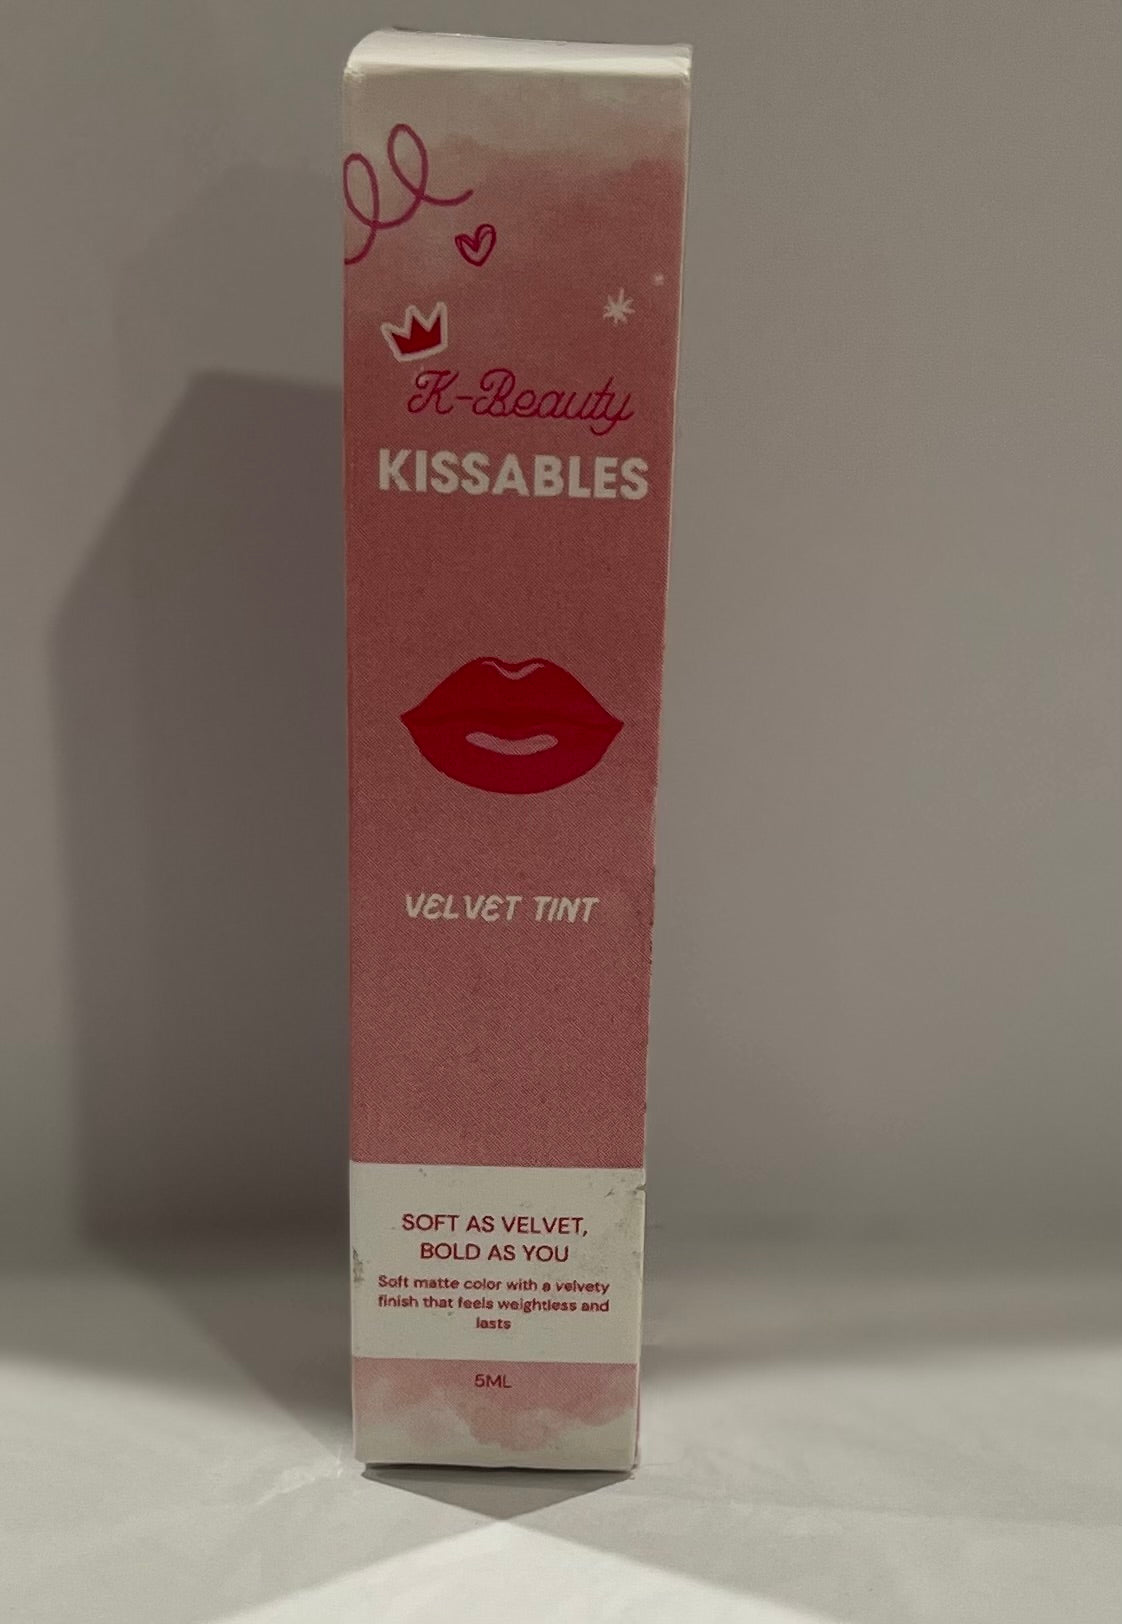 K-Beauty
KISSABLES
VELVET TINT
SOFT AS VELVET,
BOLD AS YOU
Soft matte color with a velvety
finish that feels weightless and
lasts
5ML